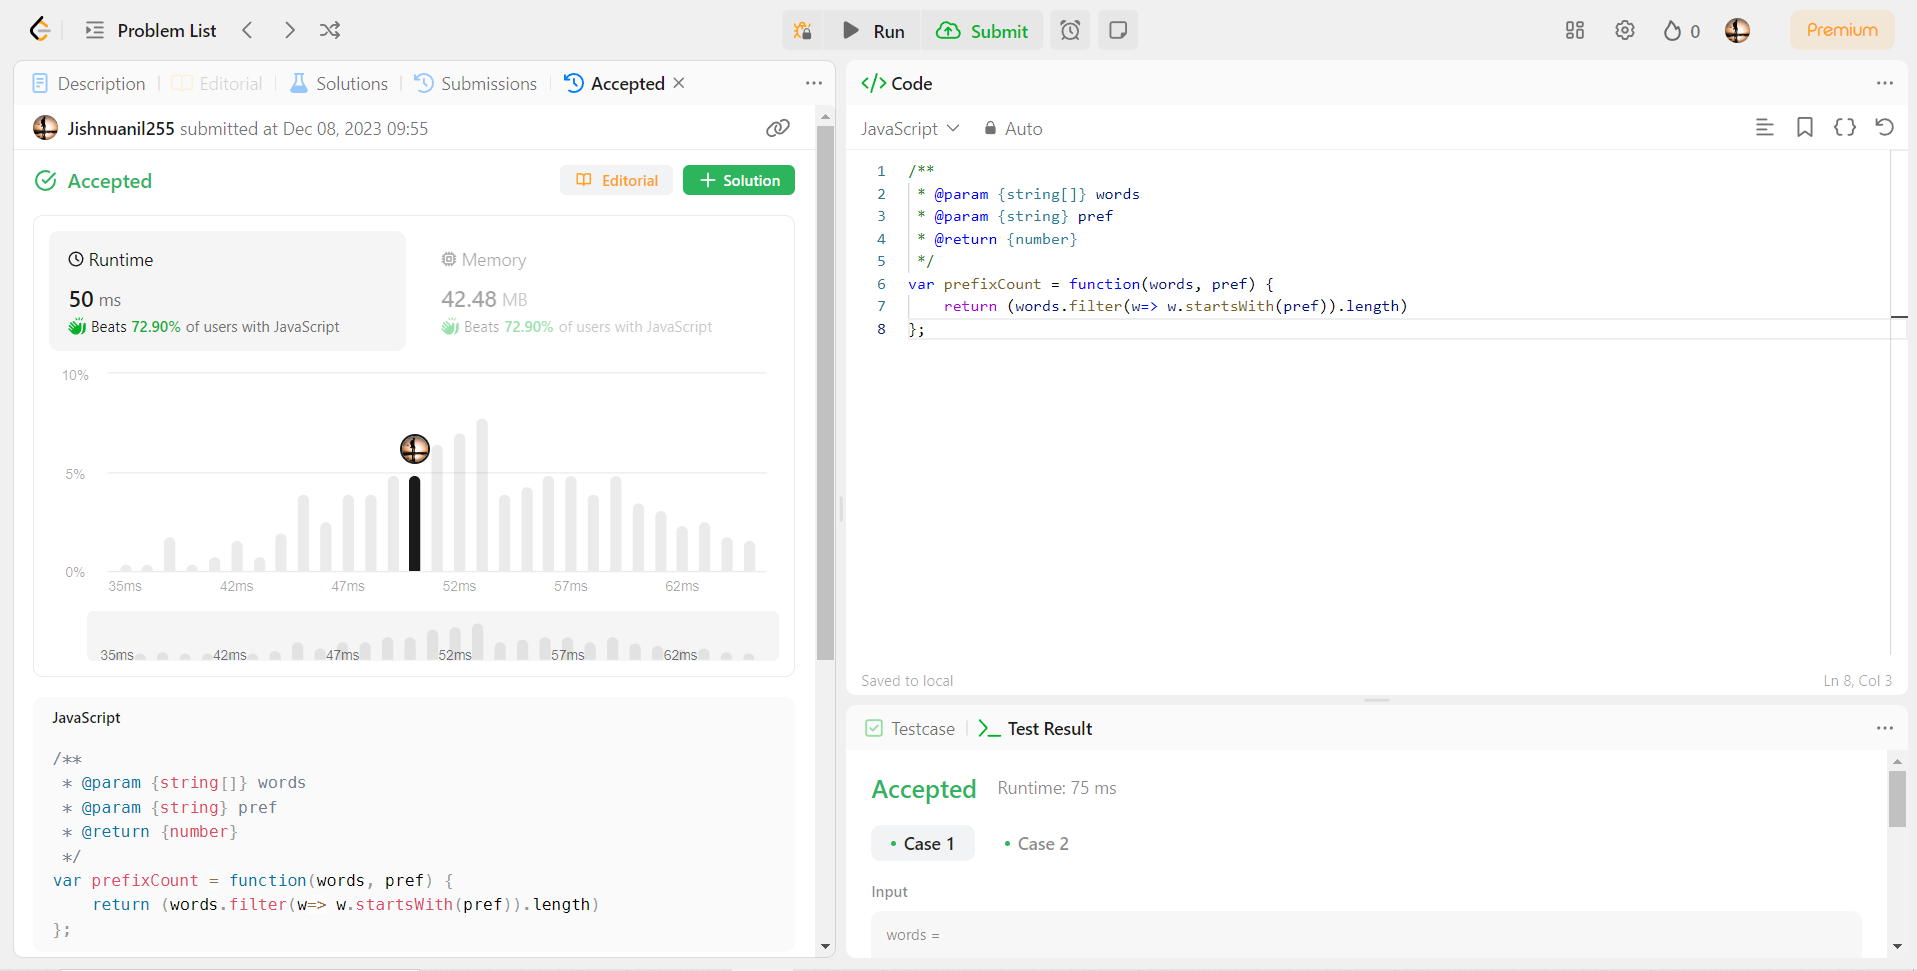 Problem List
Run
Submit
0
Premium
Description
Editorial
Solutions
Submissions
Accepted
Jishnuanil255 submitted at Dec 08, 2023 09:55
Accepted
Editorial
Solution
Runtime
50 ms
Beats 72.90% of users with JavaScript
Memory
42.48 MB
Beats 72.90% of users with JavaScript
10%
5%
0%
35ms 42ms 47ms 52ms 57ms 62ms
35ms 42ms 47ms 52ms 57ms 62ms
JavaScript
/**
 * @param {string[]} words
 * @param {string} pref
 * @return {number}
 */
var prefixCount = function(words, pref) {
    return (words.filter(w=> w.startsWith(pref)).length)
};
</> Code
JavaScript
Auto
1 /**
2  * @param {string[]} words
3  * @param {string} pref
4  * @return {number}
5  */
6 var prefixCount = function(words, pref) {
7     return (words.filter(w=> w.startsWith(pref)).length)
8 };
Saved to local
Ln 8, Col 3
Testcase
Test Result
Accepted Runtime: 75 ms
• Case 1 • Case 2
Input
words =